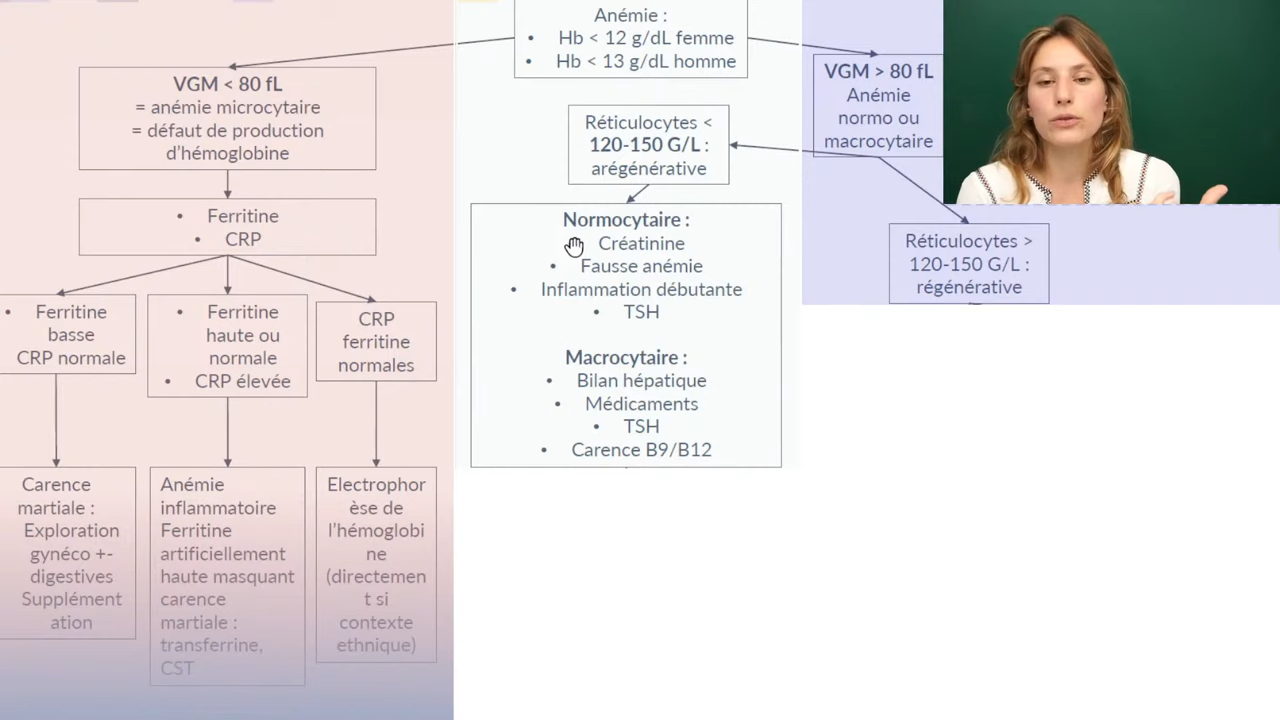 Anémie :
• Hb < 12 g/dL femme
• Hb < 13 g/dL homme
VGM < 80 fL
= anémie microcytaire
= défaut de production
d'hémoglobine
• Ferritine
• CRP
• Ferritine
basse
CRP normale
• Ferritine
haute ou
normale
• CRP élevée
CRP
ferritine
normales
Carence
martiale :
Exploration
gynéco +-
digestives
Supplément
ation
Anémie
inflammatoire
Ferritine
artificiellement
haute masquant
carence
martiale :
transferrine,
CST
Electrophor
èse de
l'hémoglobi
ne
(directemen
t si
contexte
ethnique)
Réticulocytes <
120-150 G/L :
arégénérative
Normocytaire :
• Créatinine
• Fausse anémie
• Inflammation débutante
• TSH
Macrocytaire :
• Bilan hépatique
• Médicaments
• TSH
• Carence B9/B12
VGM > 80 fL
Anémie
normo ou
macrocytaire
Réticulocytes >
120-150 G/L :
régénérative